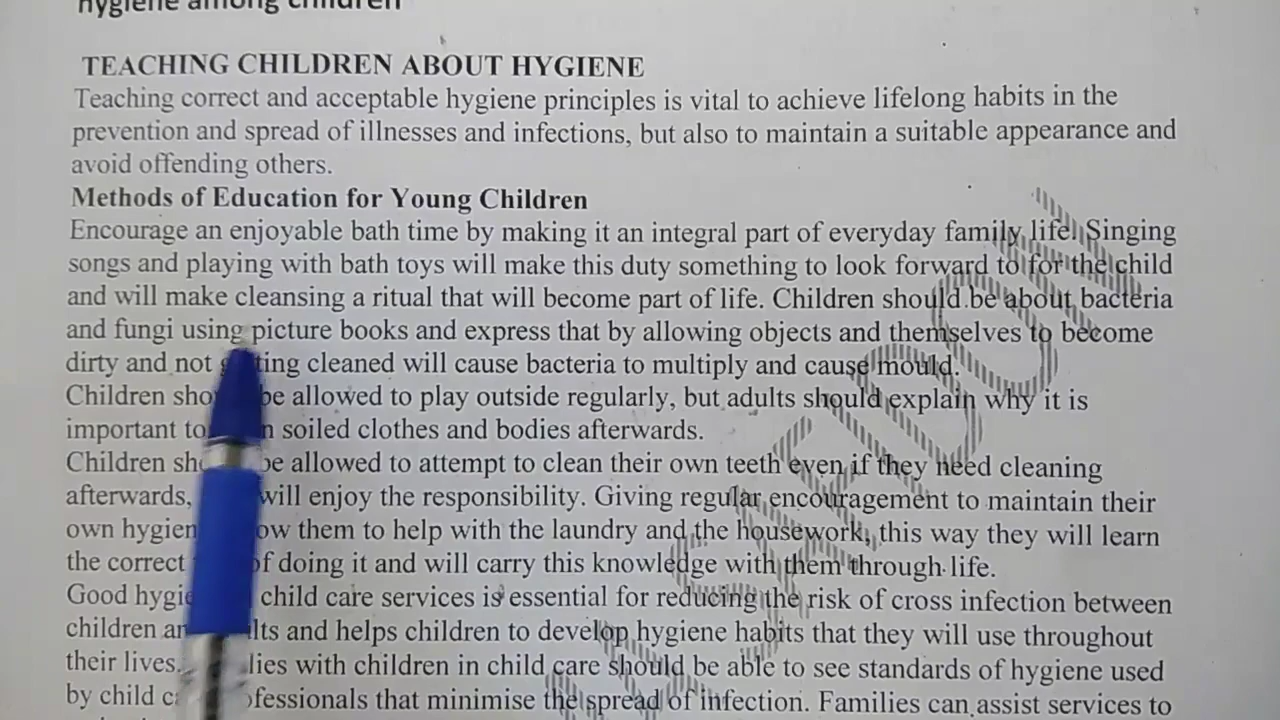 hygiene among children
TEACHING CHILDREN ABOUT HYGIENE
Teaching correct and acceptable hygiene principles is vital to achieve lifelong habits in the
prevention and spread of illnesses and infections, but also to maintain a suitable appearance and
avoid offending others.
Methods of Education for Young Children
Encourage an enjoyable bath time by making it an integral part of everyday family life. Singing
songs and playing with bath toys will make this duty something to look forward to for the child
and will make cleansing a ritual that will become part of life. Children should be about bacteria
and fungi using picture books and express that by allowing objects and themselves to become
dirty and not getting cleaned will cause bacteria to multiply and cause mould.
Children be allowed to play outside regularly, but adults should explain why it is
important to soiled clothes and bodies afterwards.
Children be allowed to attempt to clean their own teeth even if they need cleaning
afterwards, will enjoy the responsibility. Giving regular encouragement to maintain their
own them to help with the laundry and the housework, this way they will learn
the correct of doing it and will carry this knowledge with them through life.
Good child care services is essential for reducing the risk of cross infection between
children and helps children to develop hygiene habits that they will use throughout
their lives. with children in child care should be able to see standards of hygiene used
by child that minimise the spread of infection. Families can assist services to